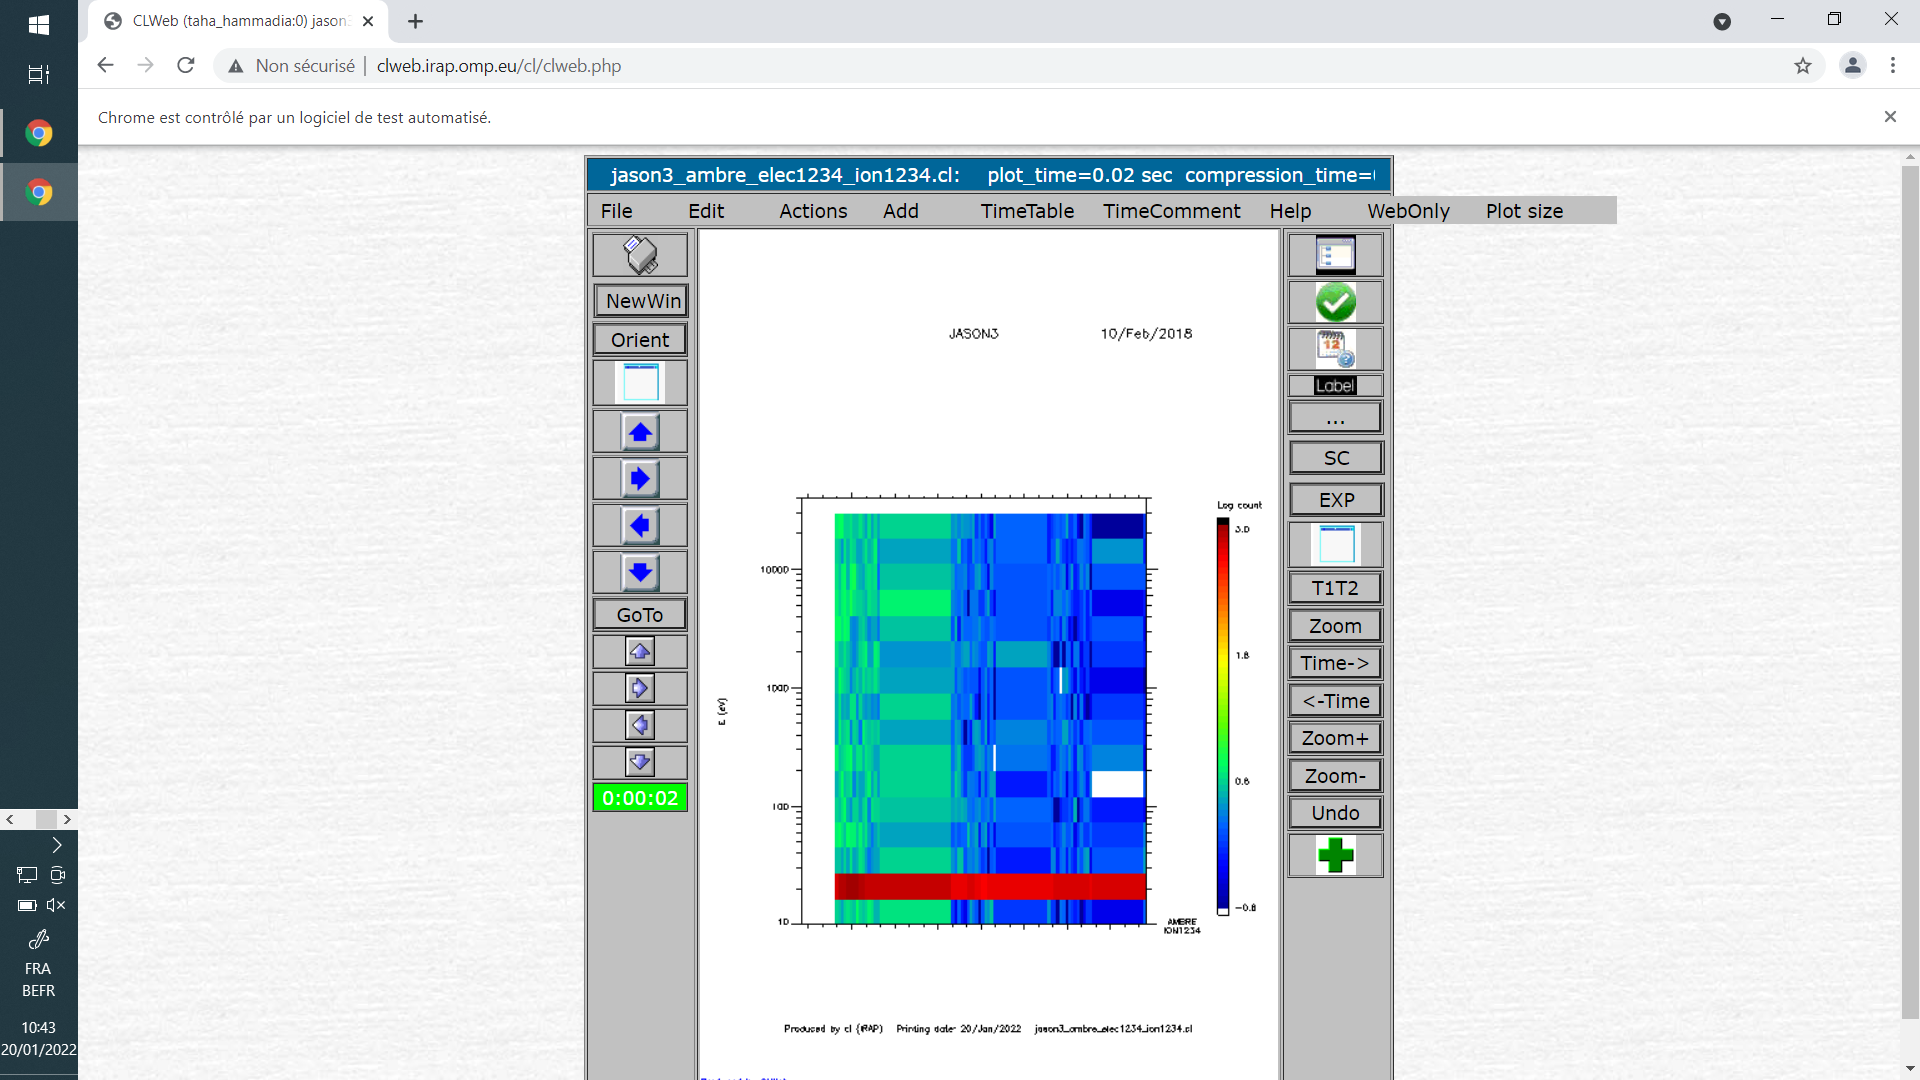 CLWeb (taha_hammadia:0) jason3
Non sécurisé | clweb.irap.omp.eu/cl/clweb.php
Chrome est contrôlé par un logiciel de test automatisé.
jason3_ambre_elec1234_ion1234.cl: plot_time=0.02 sec compression_time=
File Edit Actions Add TimeTable TimeComment Help WebOnly Plot size
NewWin
Orient
GoTo
0:00:02
JASON3 10/Feb/2018
Log count
3.0
1.8
0.6
-0.8
10000
1000
100
10
E (eV)
AMBRE
ION1234
Produced by cl (IRAP) Printing date: 20/Jan/2022 jason3_ambre_elec1234_ion1234.cl
12
Label
...
SC
EXP
T1T2
Zoom
Time->
<-Time
Zoom+
Zoom-
Undo
FRA
BEFR
10:43
20/01/2022